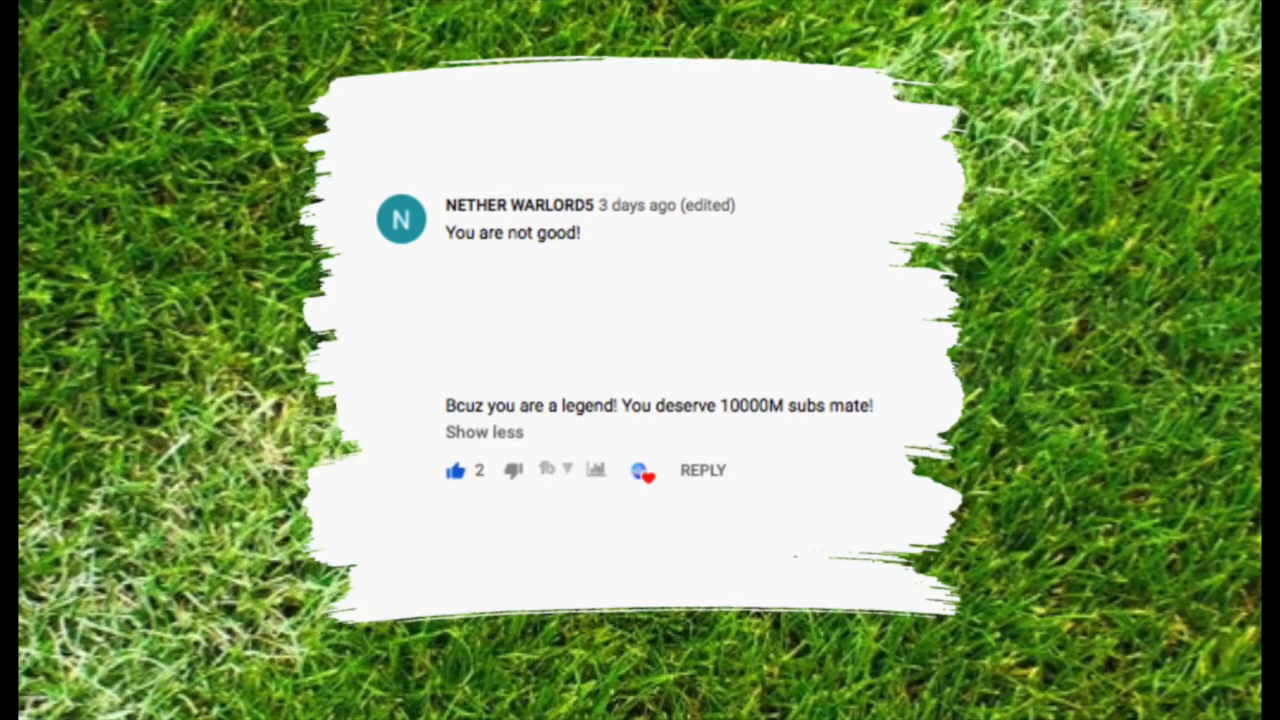 N
NETHER WARLORD5 3 days ago (edited)
You are not good!
Bcuz you are a legend! You deserve 10000M subs mate!
Show less
2 REPLY